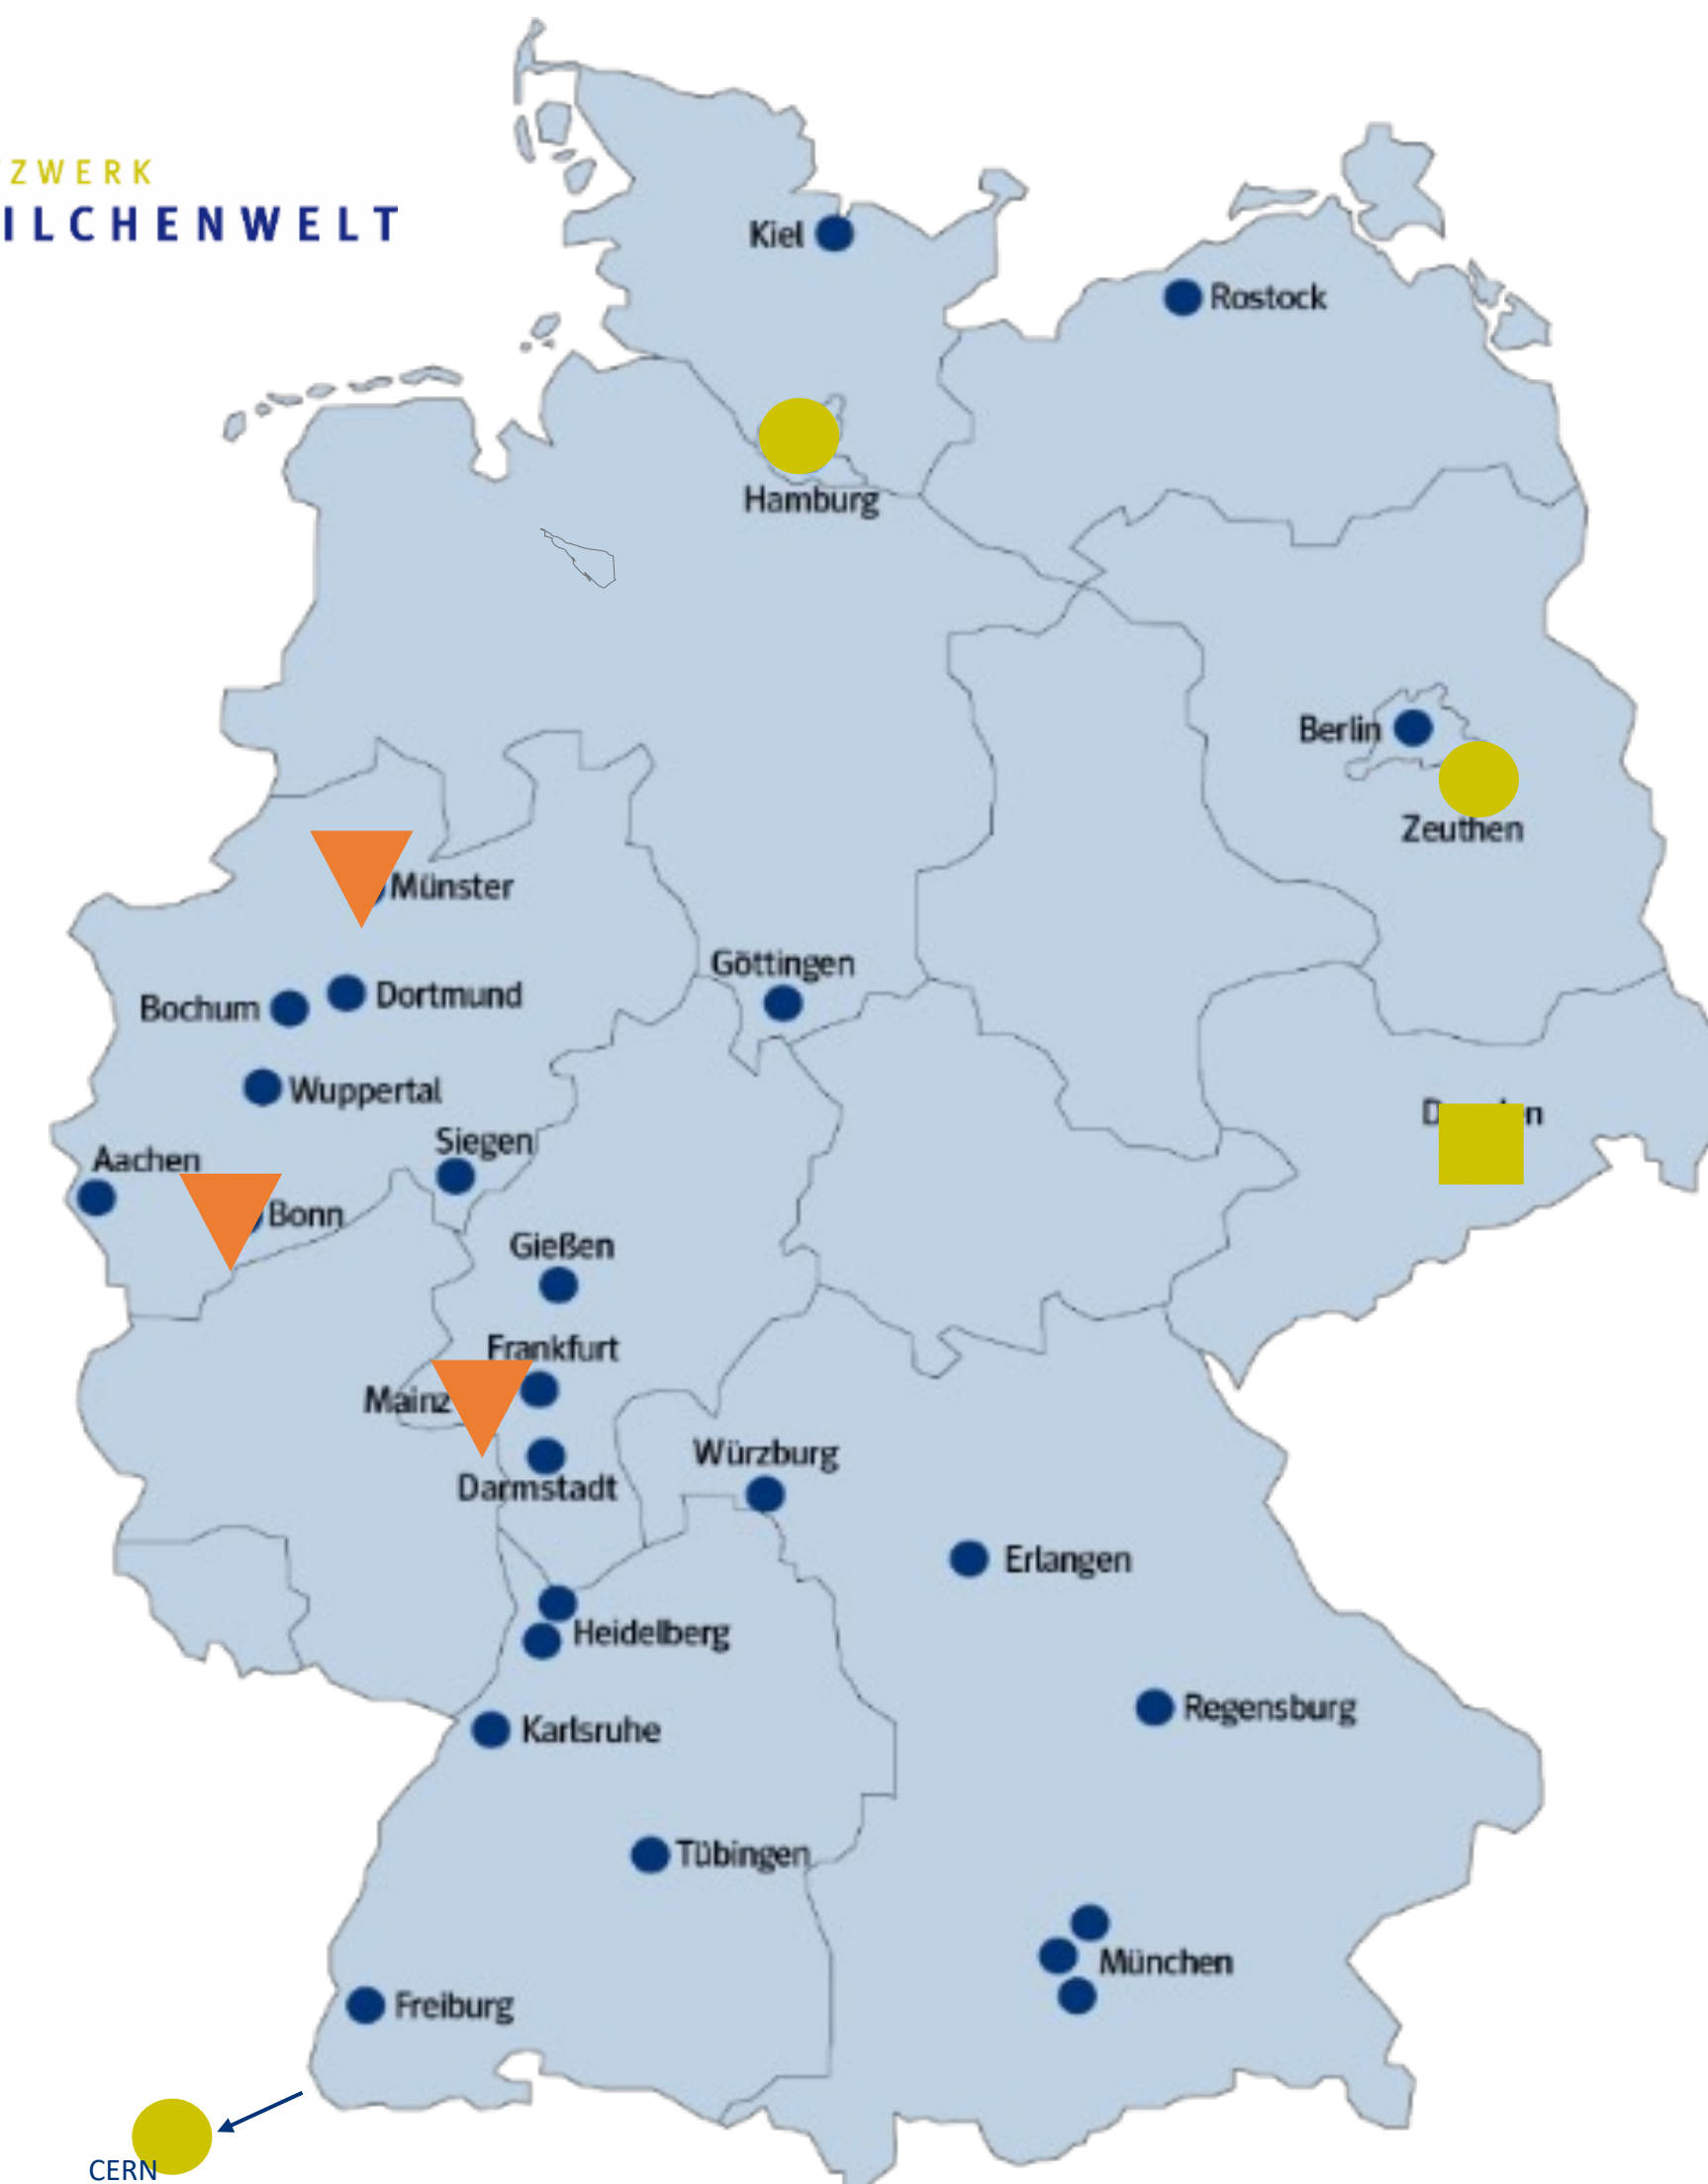 TZWERK
ILCHENWELT
Kiel
Rostock
Hamburg
Berlin
Zeuthen
Münster
Göttingen
Dortmund
Bochum
Wuppertal
Siegen
Aachen
Bonn
Gießen
Frankfurt
Mainz
Würzburg
Darmstadt
Erlangen
Heidelberg
Regensburg
Karlsruhe
Tübingen
München
Freiburg
CERN